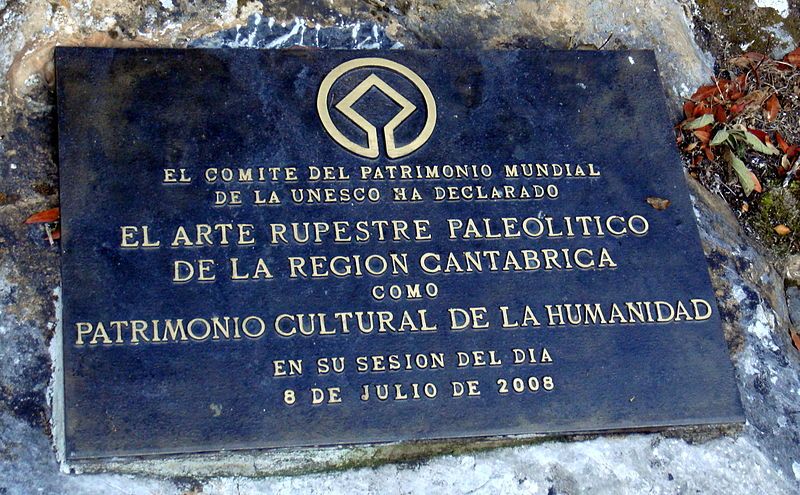 EL COMITE DEL PATRIMONIO MUNDIAL
DE LA UNESCO HA DECLARADO
EL ARTE RUPESTRE PALEOLITICO
DE LA REGION CANTABRICA
COMO
PATRIMONIO CULTURAL DE LA HUMANIDAD
EN SU SESION DEL DIA
8 DE JULIO DE 2008